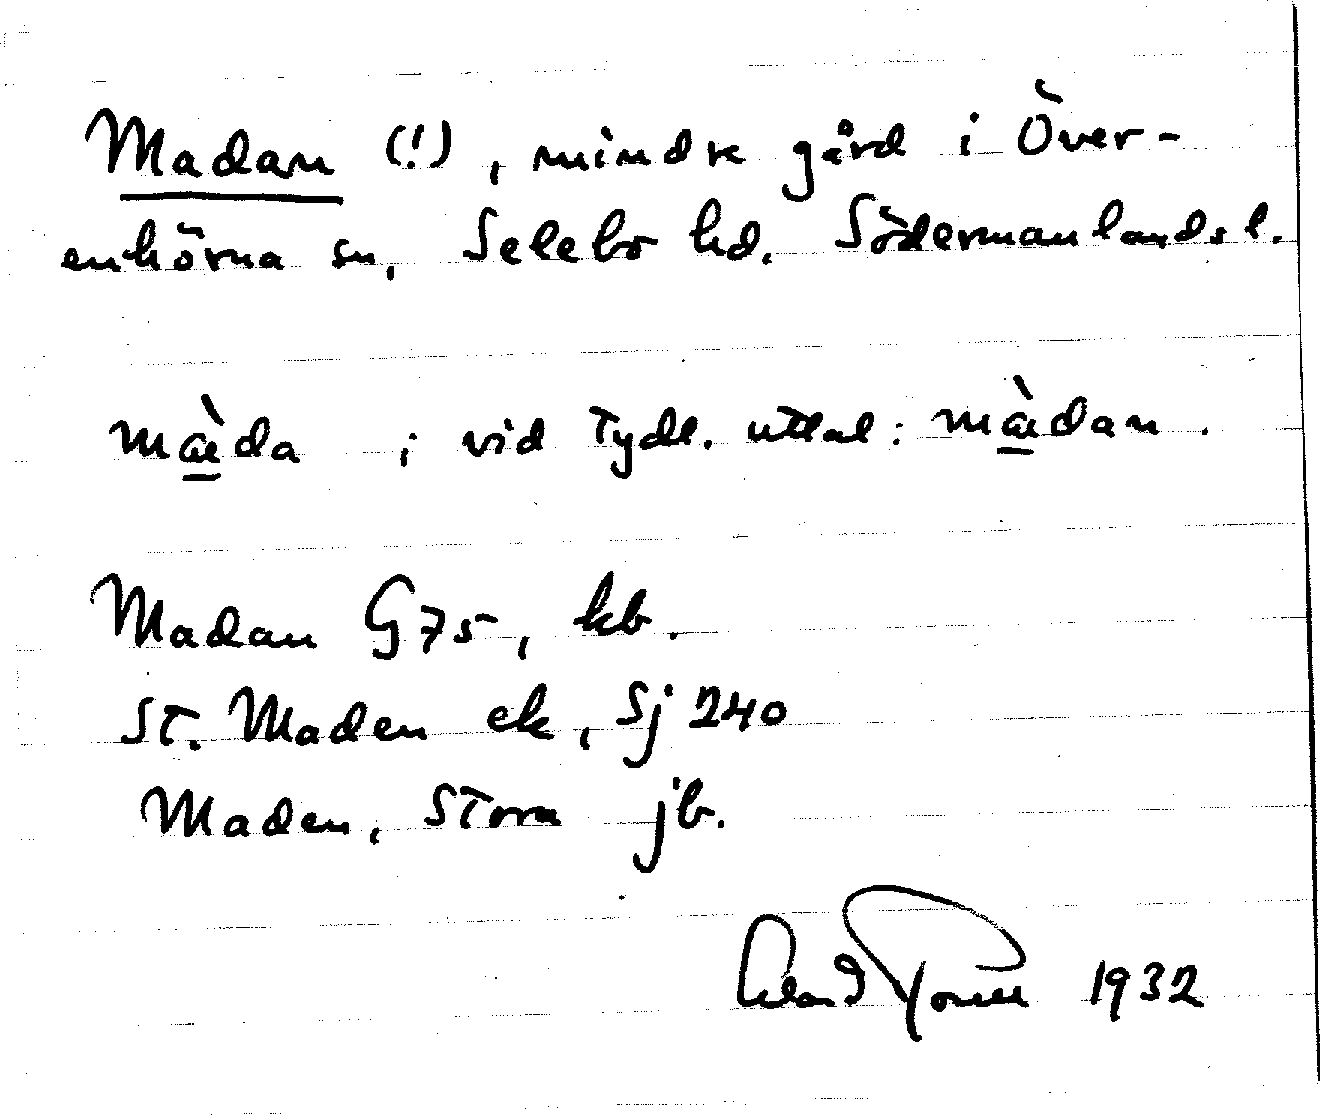 Madan (!), mindre gård i Över-
enhörna sn, Selebo hd. Södermanlands l.
mæ̀da ; vid tydl. uttal: mæ̀dan.
Madan G75, kb.
St. Maden ek, Sj 240
Maden, Stora jb.
1932